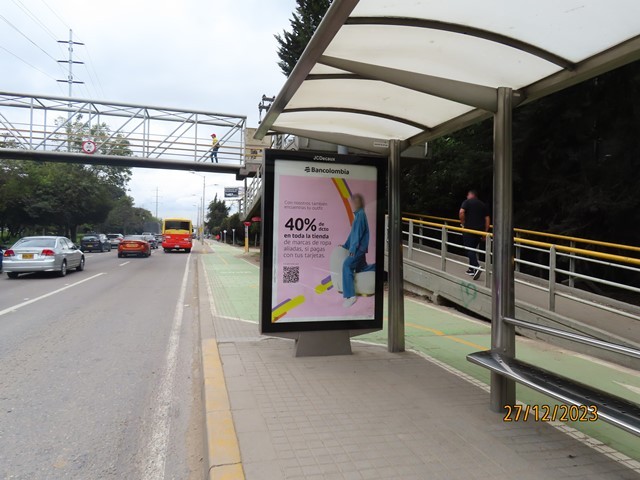 JCDecaux
Bancolombia
40% de
dcto
en toda la tienda
de marcas de ropa
aliadas, si pagas
con tus tarjetas.
27/12/2023